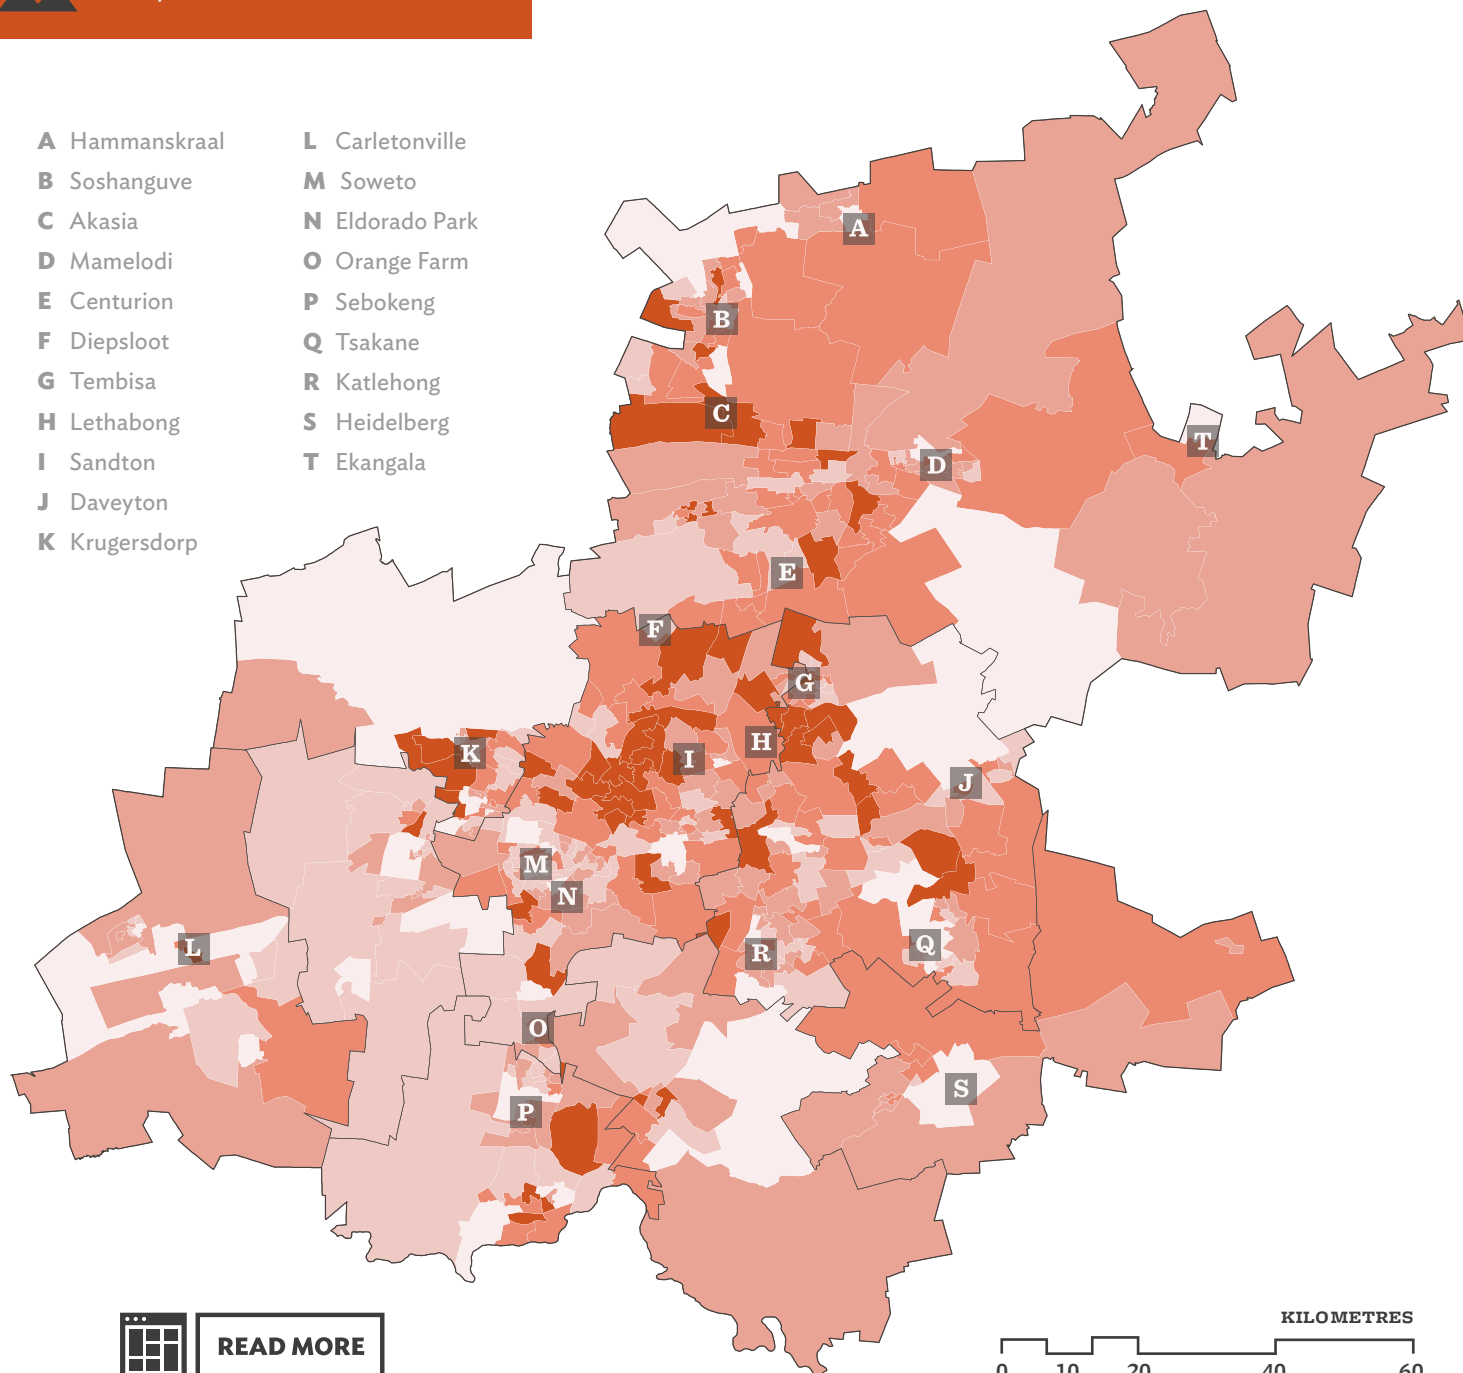 A Hammanskraal
B Soshanguve
C Akasia
D Mamelodi
E Centurion
F Diepsloot
G Tembisa
H Lethabong
I Sandton
J Daveyton
K Krugersdorp
L Carletonville
M Soweto
N Eldorado Park
O Orange Farm
P Sebokeng
Q Tsakane
R Katlehong
S Heidelberg
T Ekangala
A
B
C
T
D
E
F
G
H
I
K
J
M
N
L
Q
R
O
S
P
READ MORE
KILOMETRES
0 10 20 40 60